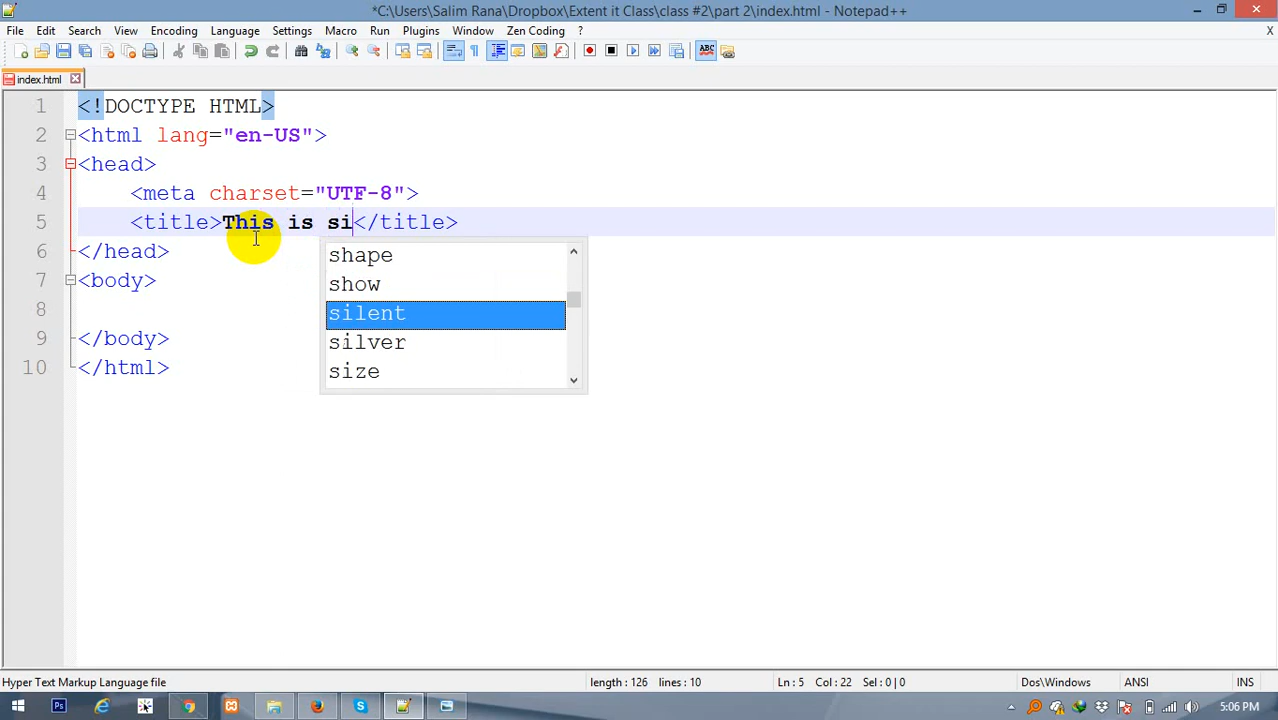 *C:\Users\Salim Rana\Dropbox\Extent it Class\class #2\part 2\index.html - Notepad++
File Edit Search View Encoding Language Settings Macro Run Plugins Window Zen Coding ? X
ABC
index.html
1 <!DOCTYPE HTML>
2 <html lang="en-US">
3 <head>
4 <meta charset="UTF-8">
5 <title>This is si</title>
6 </head>
shape
7 <body>
show
8
silent
9 </body>
silver
10 </html>
size
Hyper Text Markup Language file length : 126 lines : 10 Ln : 5 Col : 22 Sel : 0 | 0 Dos\Windows ANSI INS
Ps 5:06 PM